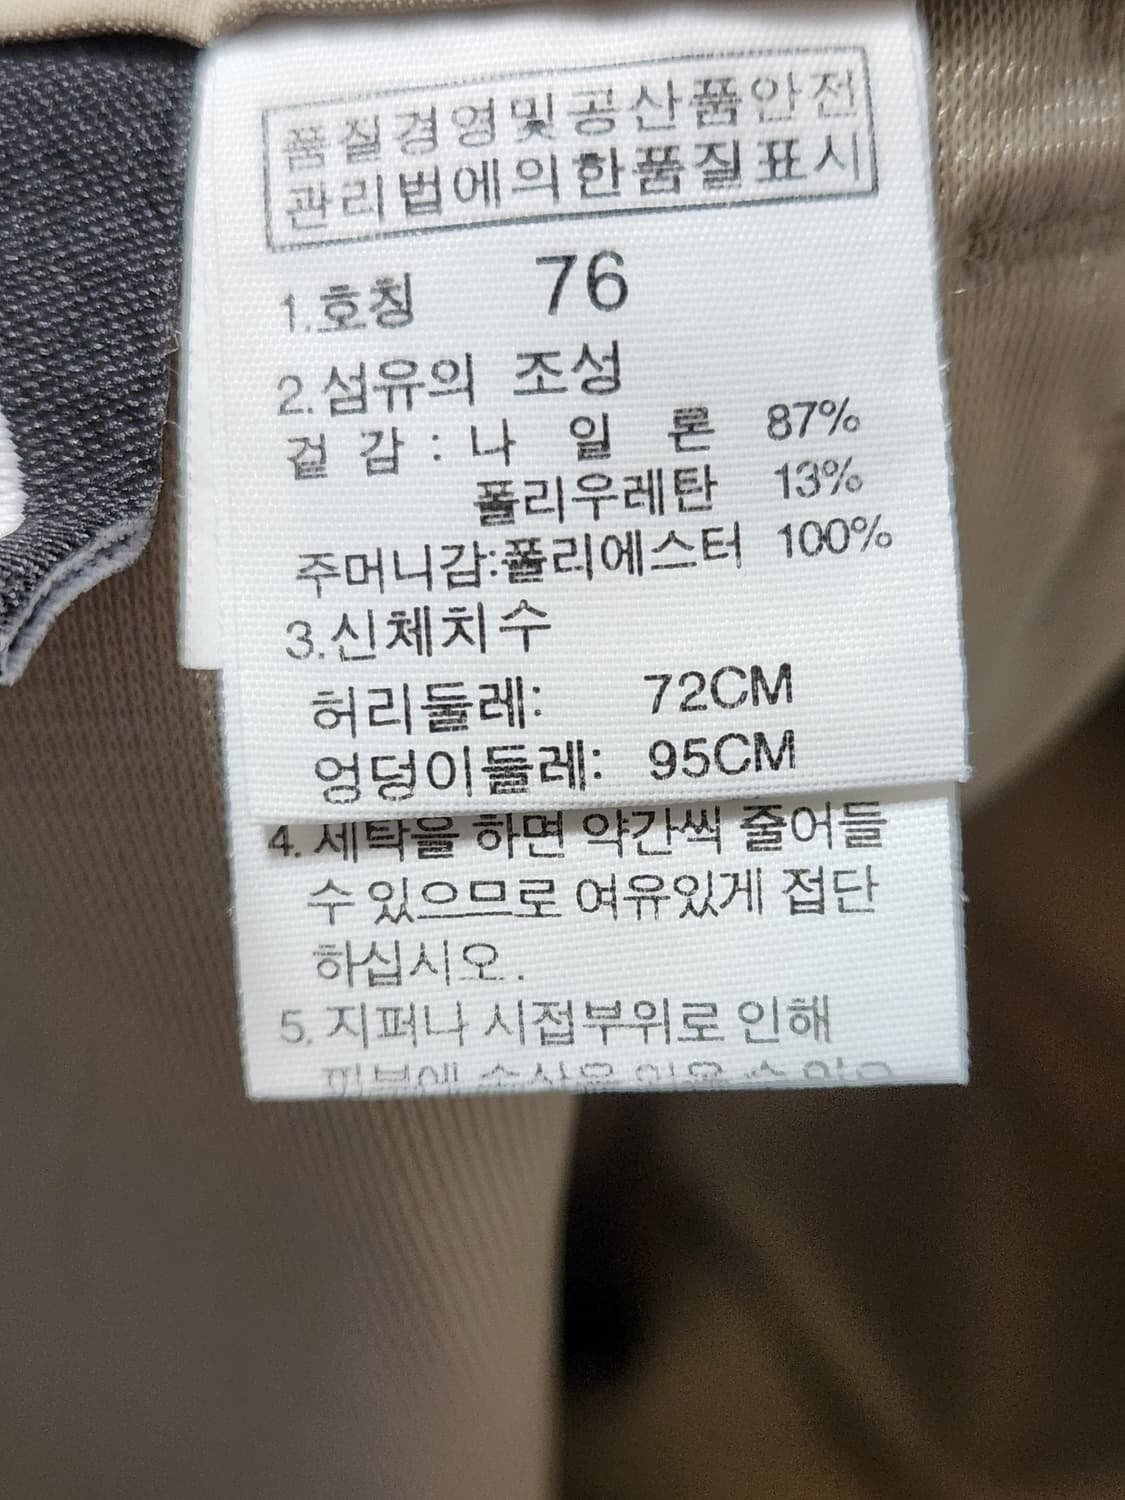 품질경영및공산품안전
관리법에의한품질표시
1.호칭 76
2.섬유의 조성
겉 감 : 나 일 론 87%
폴리우레탄 13%
주머니감:폴리에스터 100%
3.신체치수
허리둘레: 72CM
엉덩이둘레: 95CM
4. 세탁을 하면 약간씩 줄어들
수 있으므로 여유있게 접단
하십시오.
5. 지퍼나 시접부위로 인해